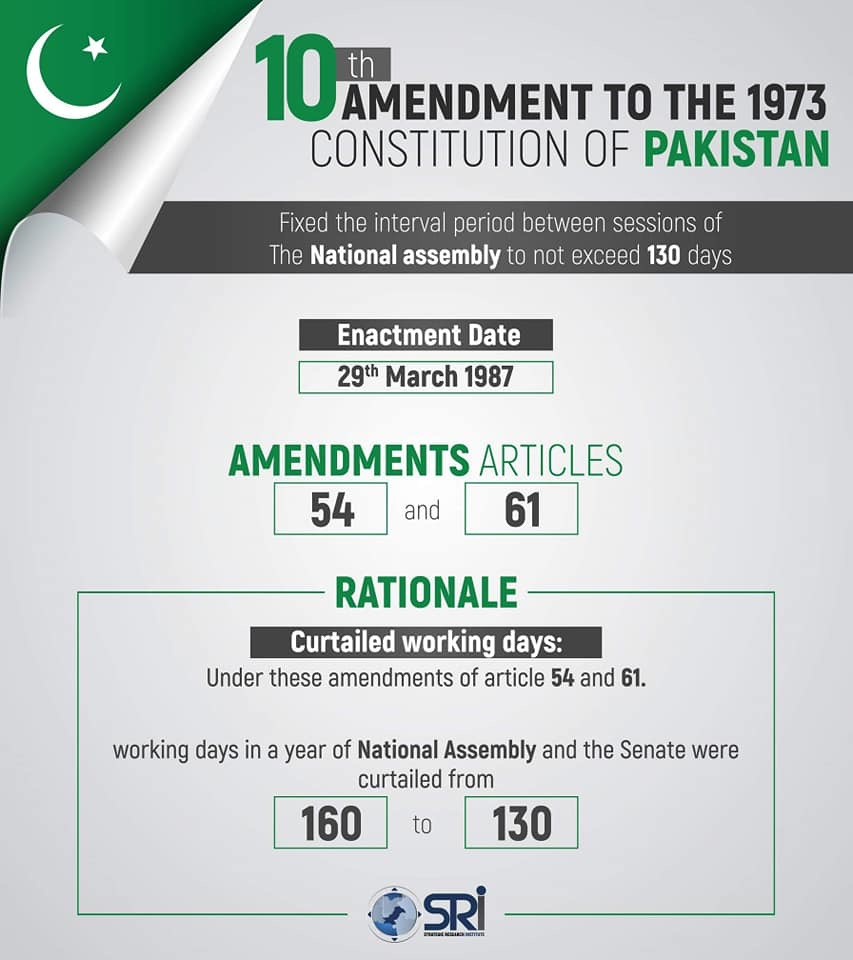 10th
AMENDMENT TO THE 1973
CONSTITUTION OF PAKISTAN
Fixed the interval period between sessions of
The National assembly to not exceed 130 days
Enactment Date
29th March 1987
AMENDMENTS ARTICLES
54 and 61
RATIONALE
Curtailed working days:
Under these amendments of article 54 and 61.
working days in a year of National Assembly and the Senate were
curtailed from
160 to 130
SRI
STRATEGIC RESEARCH INSTITUTE